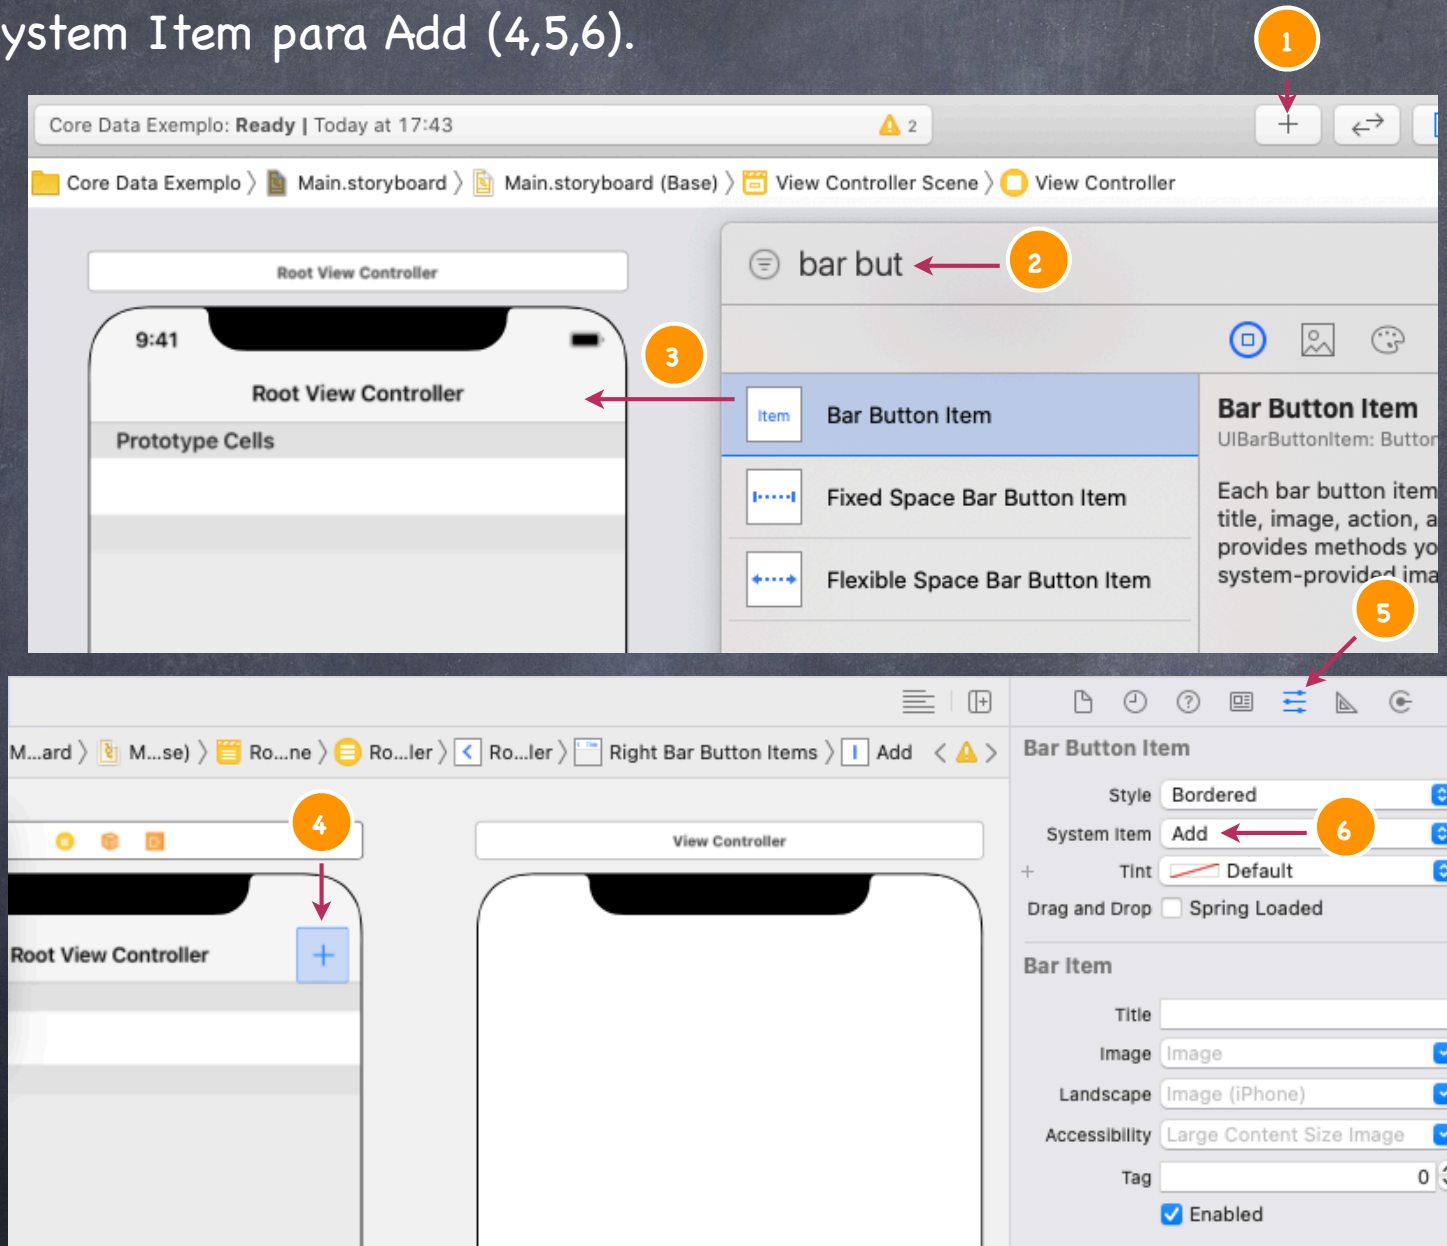 ystem Item para Add (4,5,6).
1
Core Data Exemplo: Ready | Today at 17:43
2
Core Data Exemplo
Main.storyboard
Main.storyboard (Base)
View Controller Scene
View Controller
Root View Controller
bar but
2
9:41
3
Root View Controller
Prototype Cells
Item
Bar Button Item
Bar Button Item
UIBarButtonItem: Button
Fixed Space Bar Button Item
Each bar button item
title, image, action, a
provides methods yo
Flexible Space Bar Button Item
system-provided ima
5
M...ard
M...se)
Ro...ne
Ro...ler
Ro...ler
Right Bar Button Items
Add
Bar Button Item
Style Bordered
4
View Controller
System Item Add
6
+ Tint Default
Drag and Drop Spring Loaded
Root View Controller
+
Bar Item
Title
Image Image
Landscape Image (iPhone)
Accessibility Large Content Size Image
Tag 0
Enabled